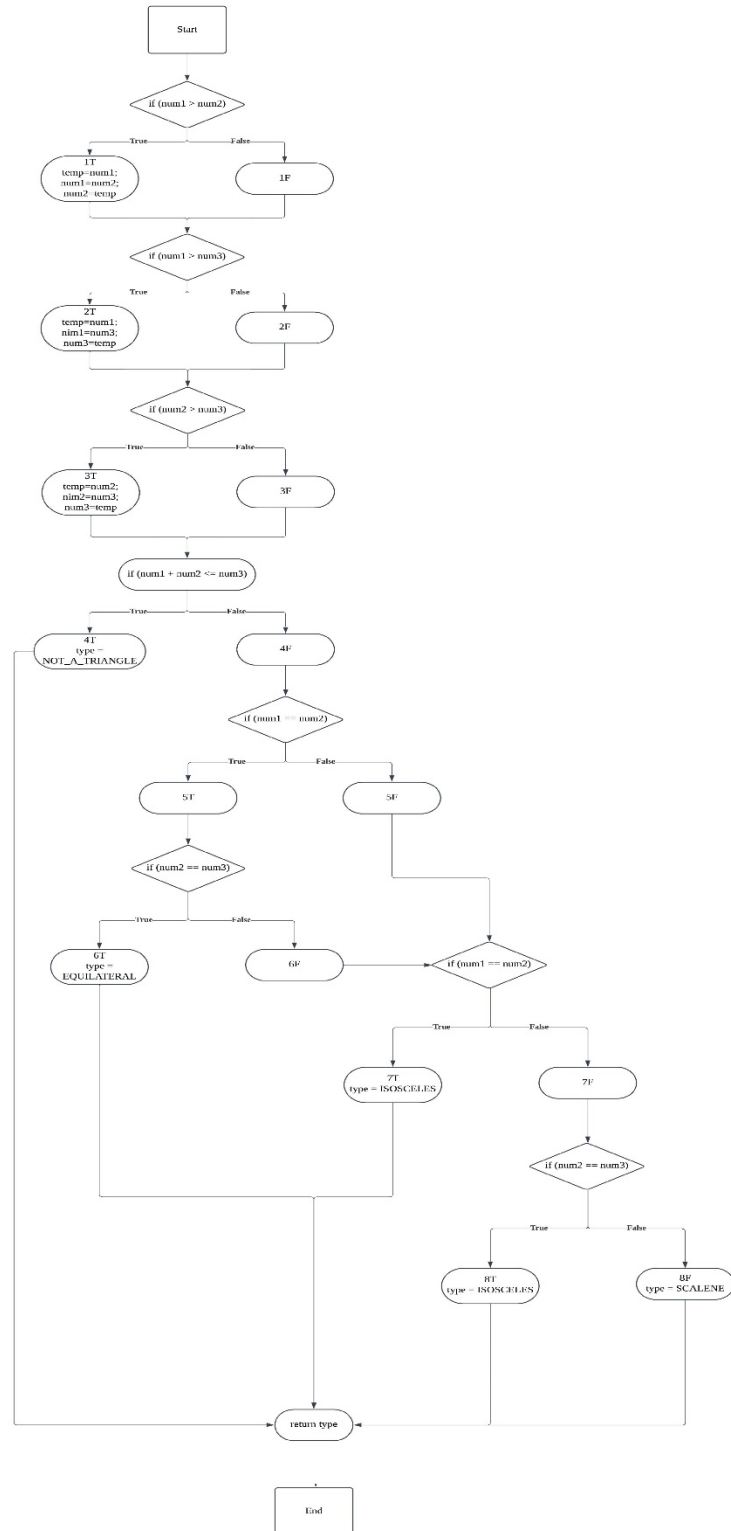 Start
if (num1 > num2)
True
False
1T
temp=num1;
num1=num2;
num2=temp
1F
if (num1 > num3)
True
False
2T
temp=num1;
nim1=num3;
num3=temp
2F
if (num2 > num3)
True
False
3T
temp=num2;
nim2=num3;
num3=temp
3F
if (num1 + num2 <= num3)
True
False
4T
type =
NOT_A_TRIANGLE
4F
if (num1 == num2)
True
False
5T
5F
if (num2 == num3)
True
False
6T
type =
EQUILATERAL
6F
if (num1 == num2)
True
False
7T
type = ISOSCELES
7F
if (num2 == num3)
True
False
8T
type = ISOSCELES
8F
type = SCALENE
return type
End